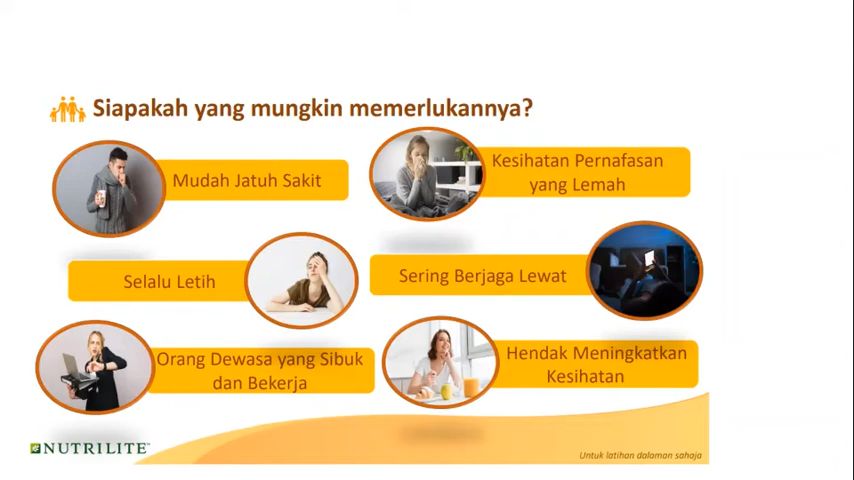 Siapakah yang mungkin memerlukannya?
Mudah Jatuh Sakit
Kesihatan Pernafasan
yang Lemah
Selalu Letih
Sering Berjaga Lewat
Orang Dewasa yang Sibuk
dan Bekerja
Hendak Meningkatkan
Kesihatan
NUTRILITE™
Untuk latihan dalaman sahaja